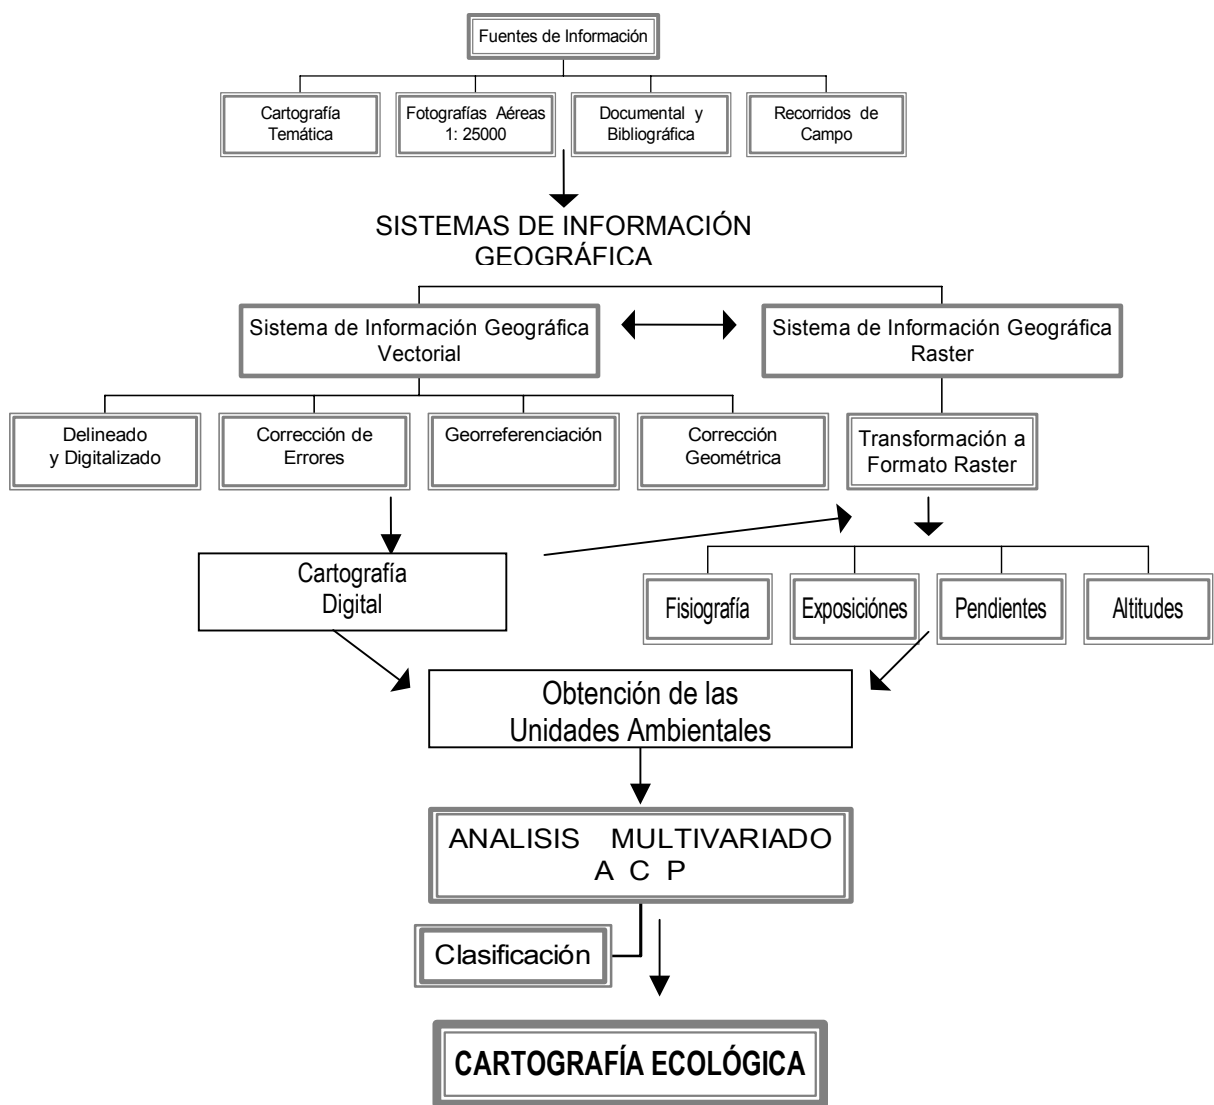 Fuentes de Información
Cartografía
Temática
Fotografías Aéreas
1: 25000
Documental y
Bibliográfica
Recorridos de
Campo
SISTEMAS DE INFORMACIÓN
GEOGRÁFICA
Sistema de Información Geográfica
Vectorial
Sistema de Información Geográfica
Raster
Delineado
y Digitalizado
Corrección de
Errores
Georreferenciación
Corrección
Geométrica
Transformación a
Formato Raster
Cartografía
Digital
Fisiografía
Exposiciónes
Pendientes
Altitudes
Obtención de las
Unidades Ambientales
ANALISIS MULTIVARIADO
A C P
Clasificación
CARTOGRAFÍA ECOLÓGICA